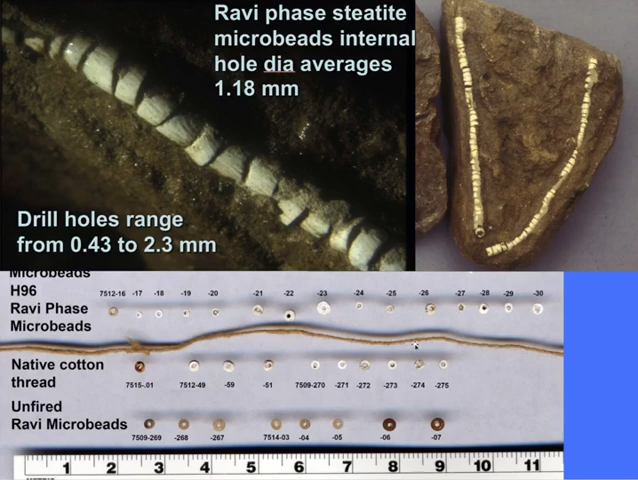 Ravi phase steatite
microbeads internal
hole dia averages
1.18 mm
Drill holes range
from 0.43 to 2.3 mm
Microbeads
H96
Ravi Phase
Microbeads
7512-16 -17 -18 -19 -20 -21 -22 -23 -24 -25 -26 -27 -28 -29 -30
Native cotton
thread
7515-.01 7512-49 -59 -51 7509-270 -271 -272 -273 -274 -275
Unfired
Ravi Microbeads
7509-269 -268 -267 7514-03 -04 -05 -06 -07
1 2 3 4 5 6 7 8 9 10 11